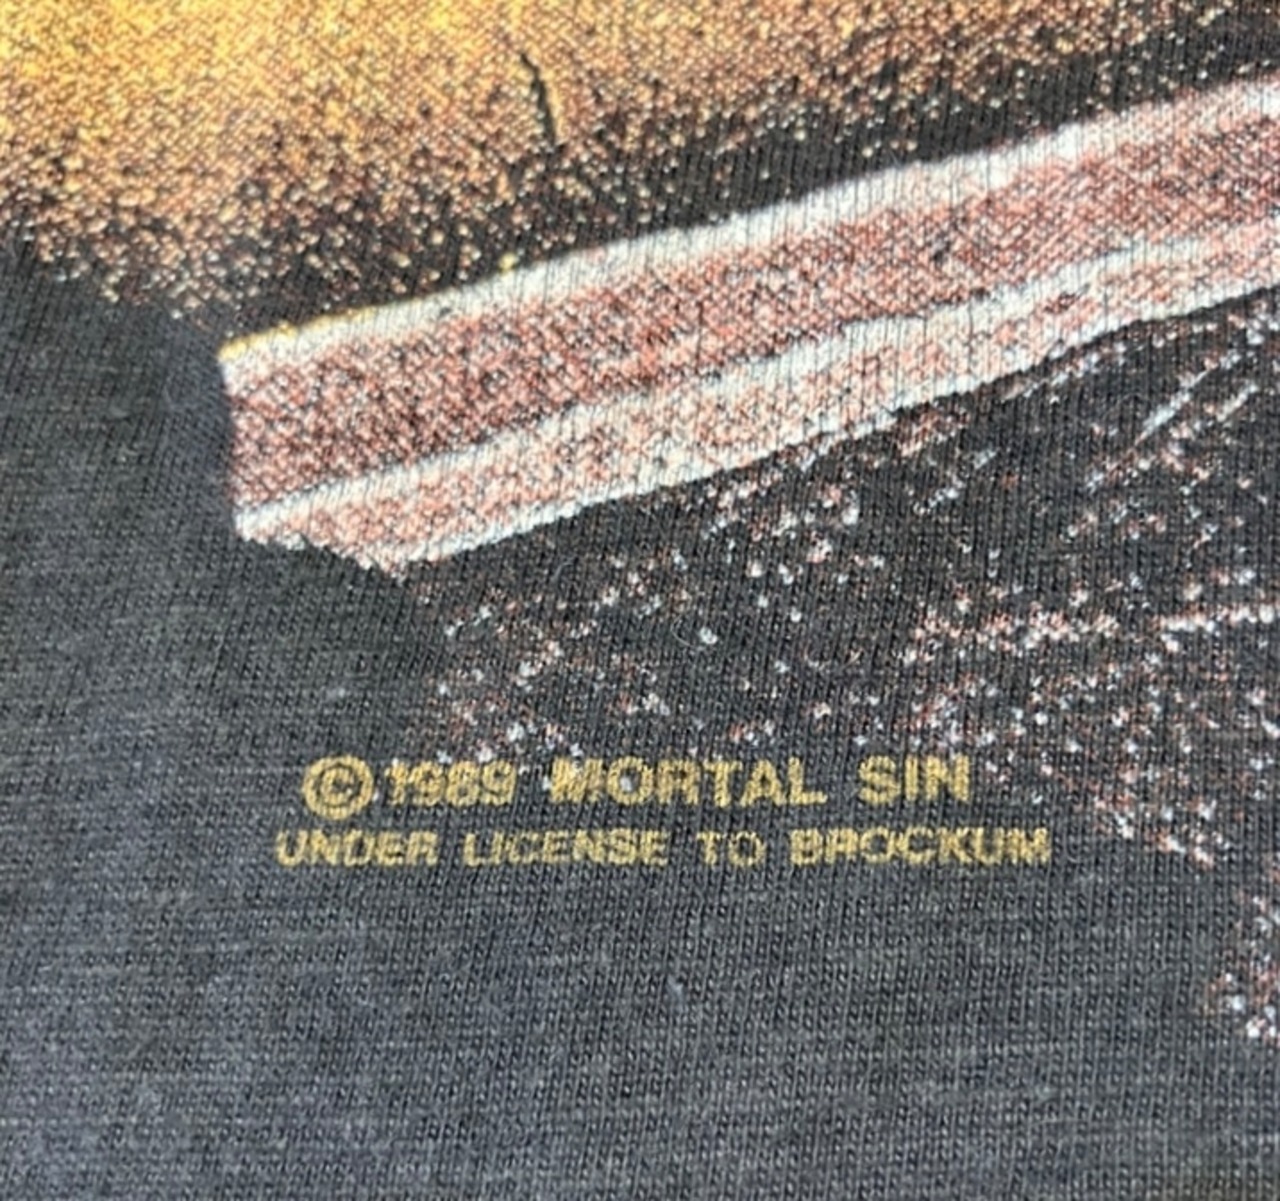 ©1989 MORTAL SIN
UNDER LICENSE TO BROCKUM